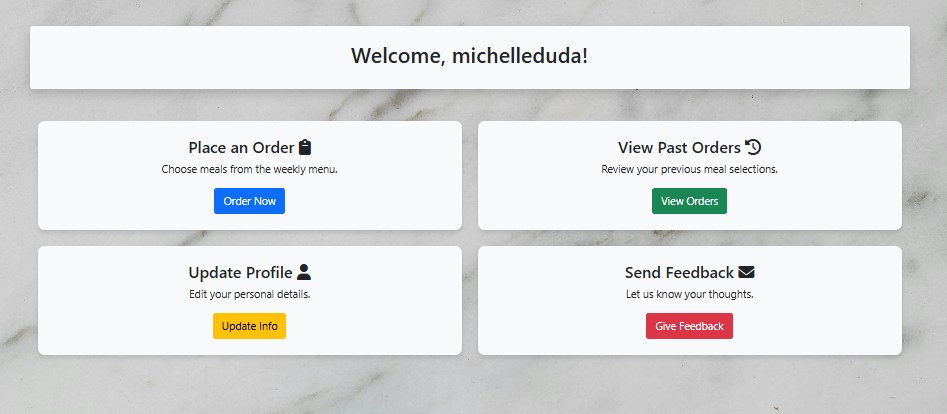 Welcome, michelleduda!
Place an Order
Choose meals from the weekly menu.
Order Now
View Past Orders
Review your previous meal selections.
View Orders
Update Profile
Edit your personal details.
Update Info
Send Feedback
Let us know your thoughts.
Give Feedback